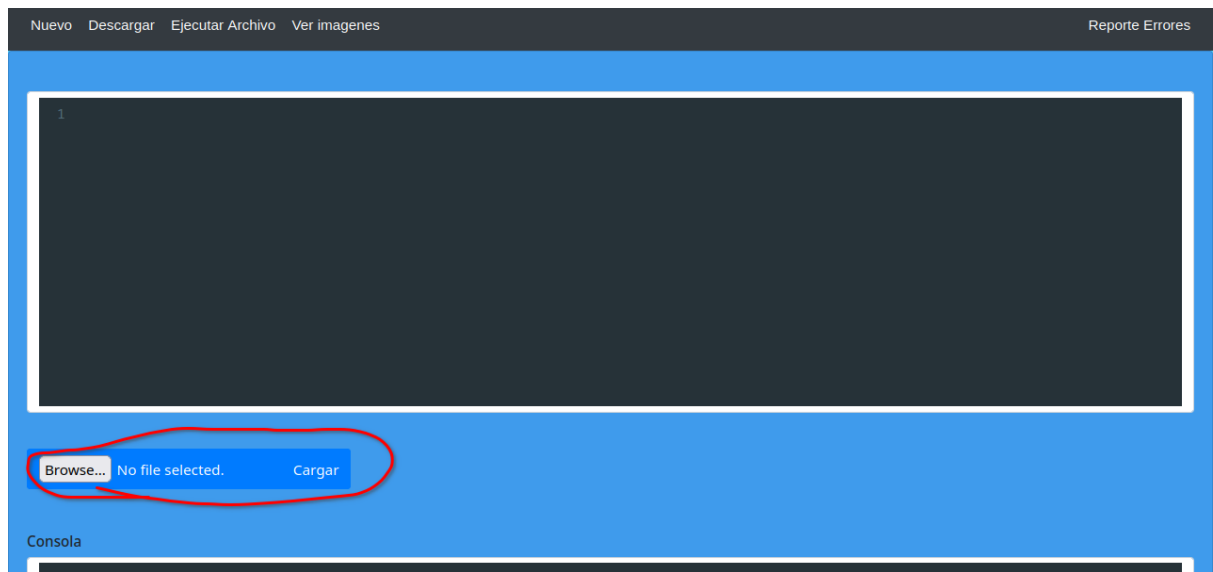 Nuevo Descargar Ejecutar Archivo Ver imagenes Reporte Errores
1
Browse... No file selected. Cargar
Consola